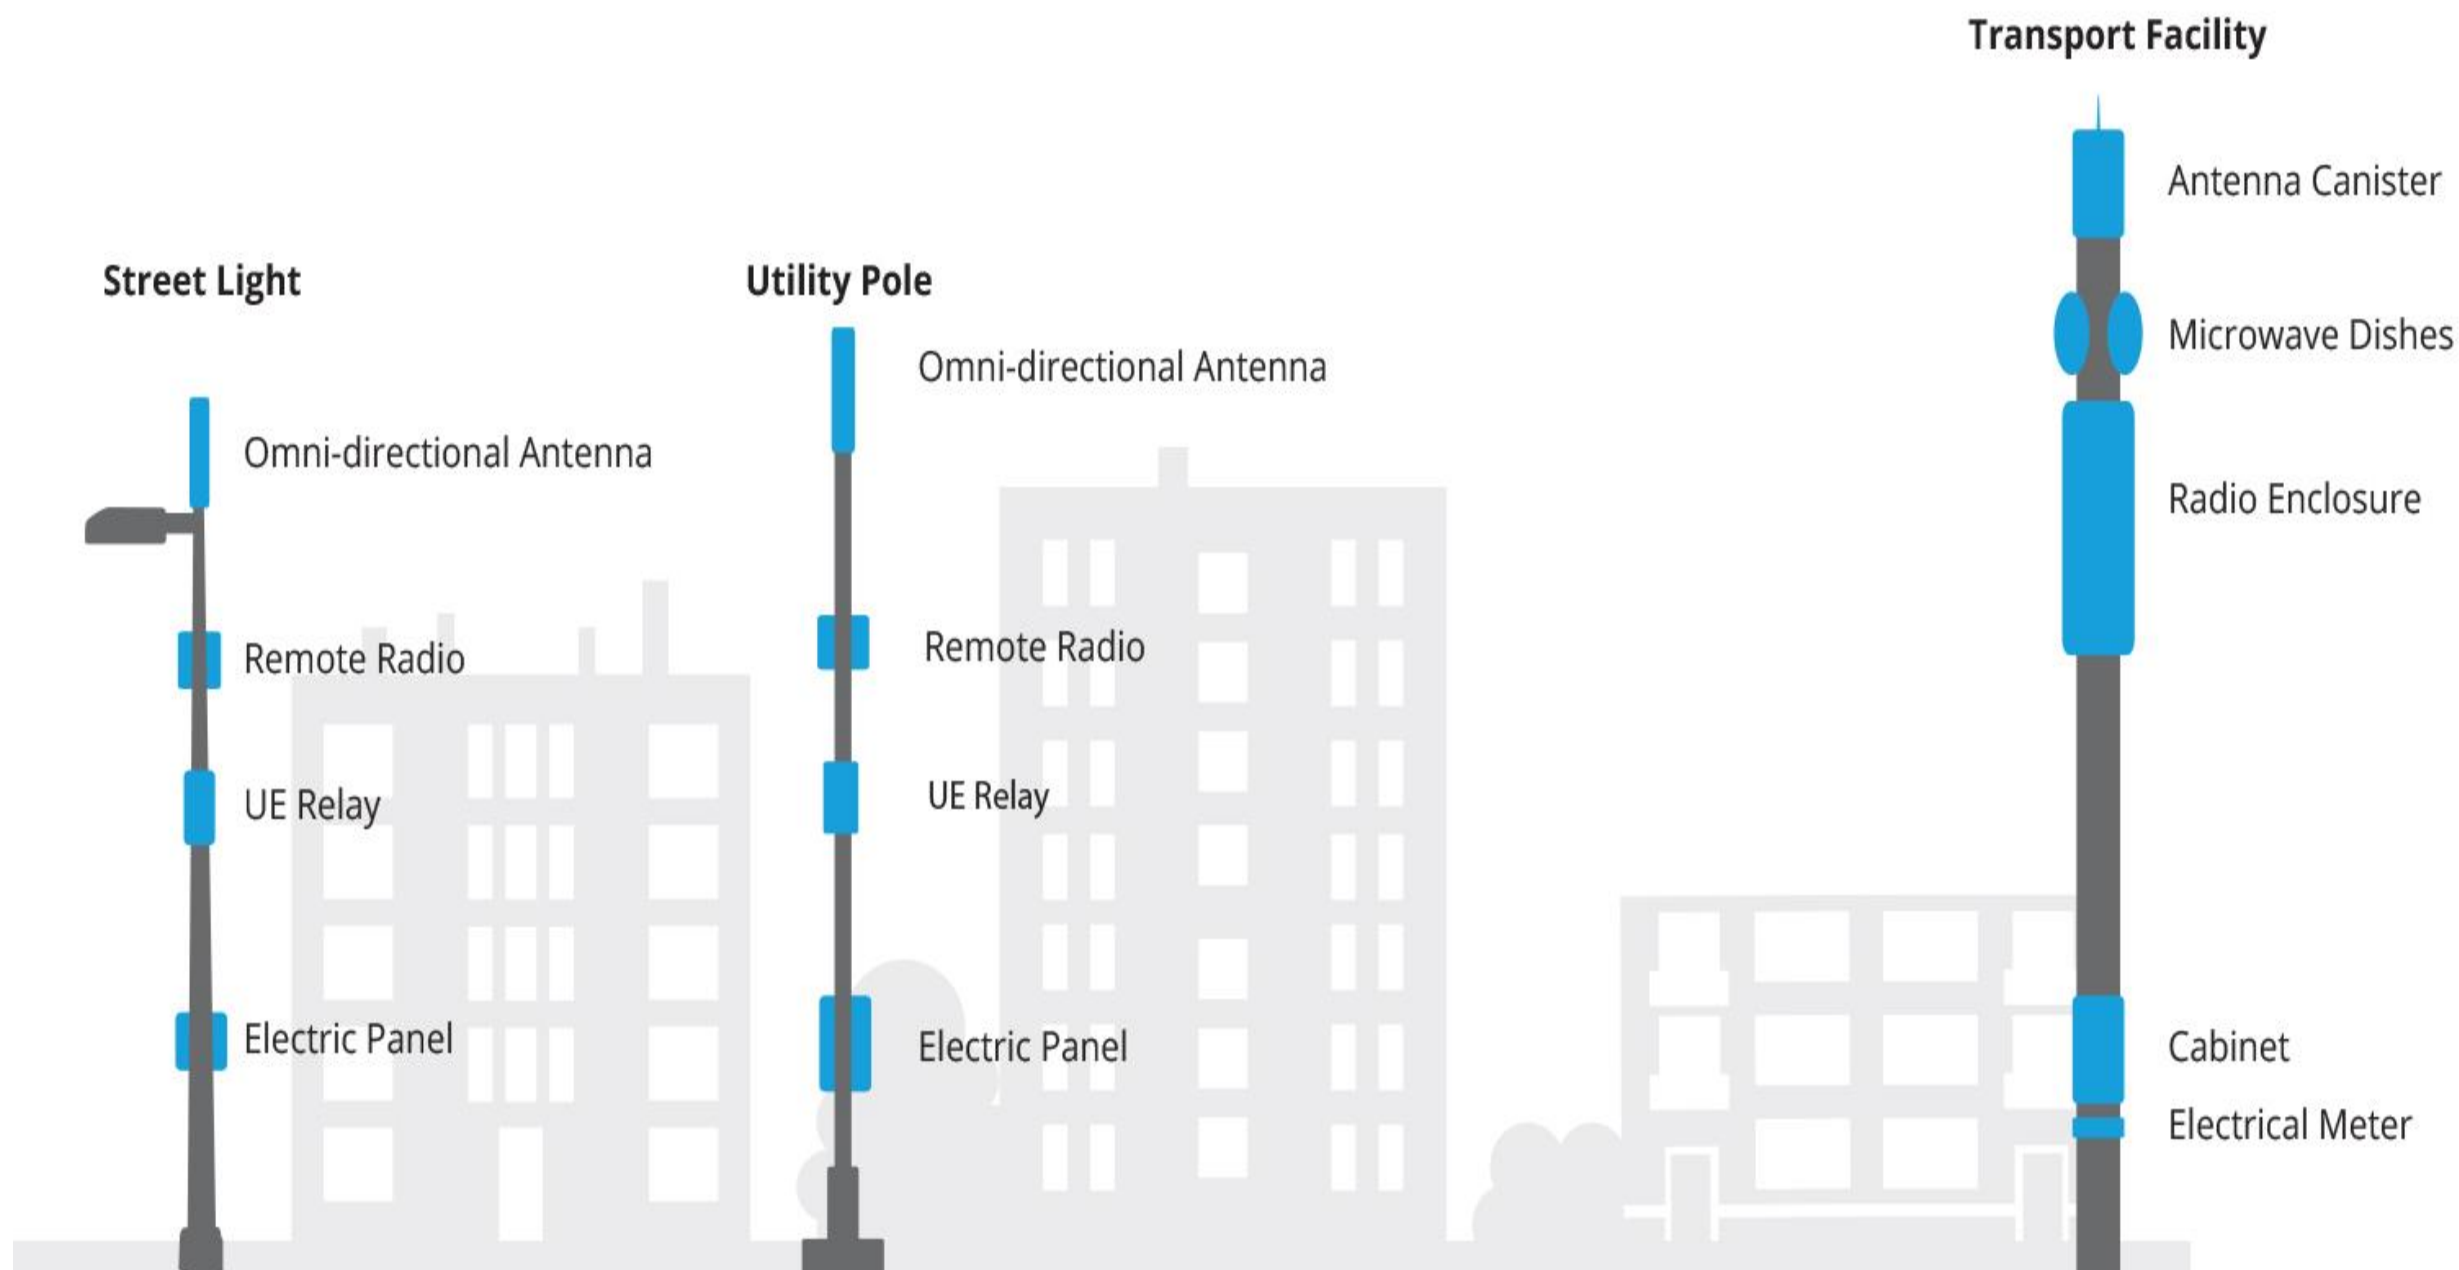 Street Light
Omni-directional Antenna
Remote Radio
UE Relay
Electric Panel
Utility Pole
Omni-directional Antenna
Remote Radio
UE Relay
Electric Panel
Transport Facility
Antenna Canister
Microwave Dishes
Radio Enclosure
Cabinet
Electrical Meter